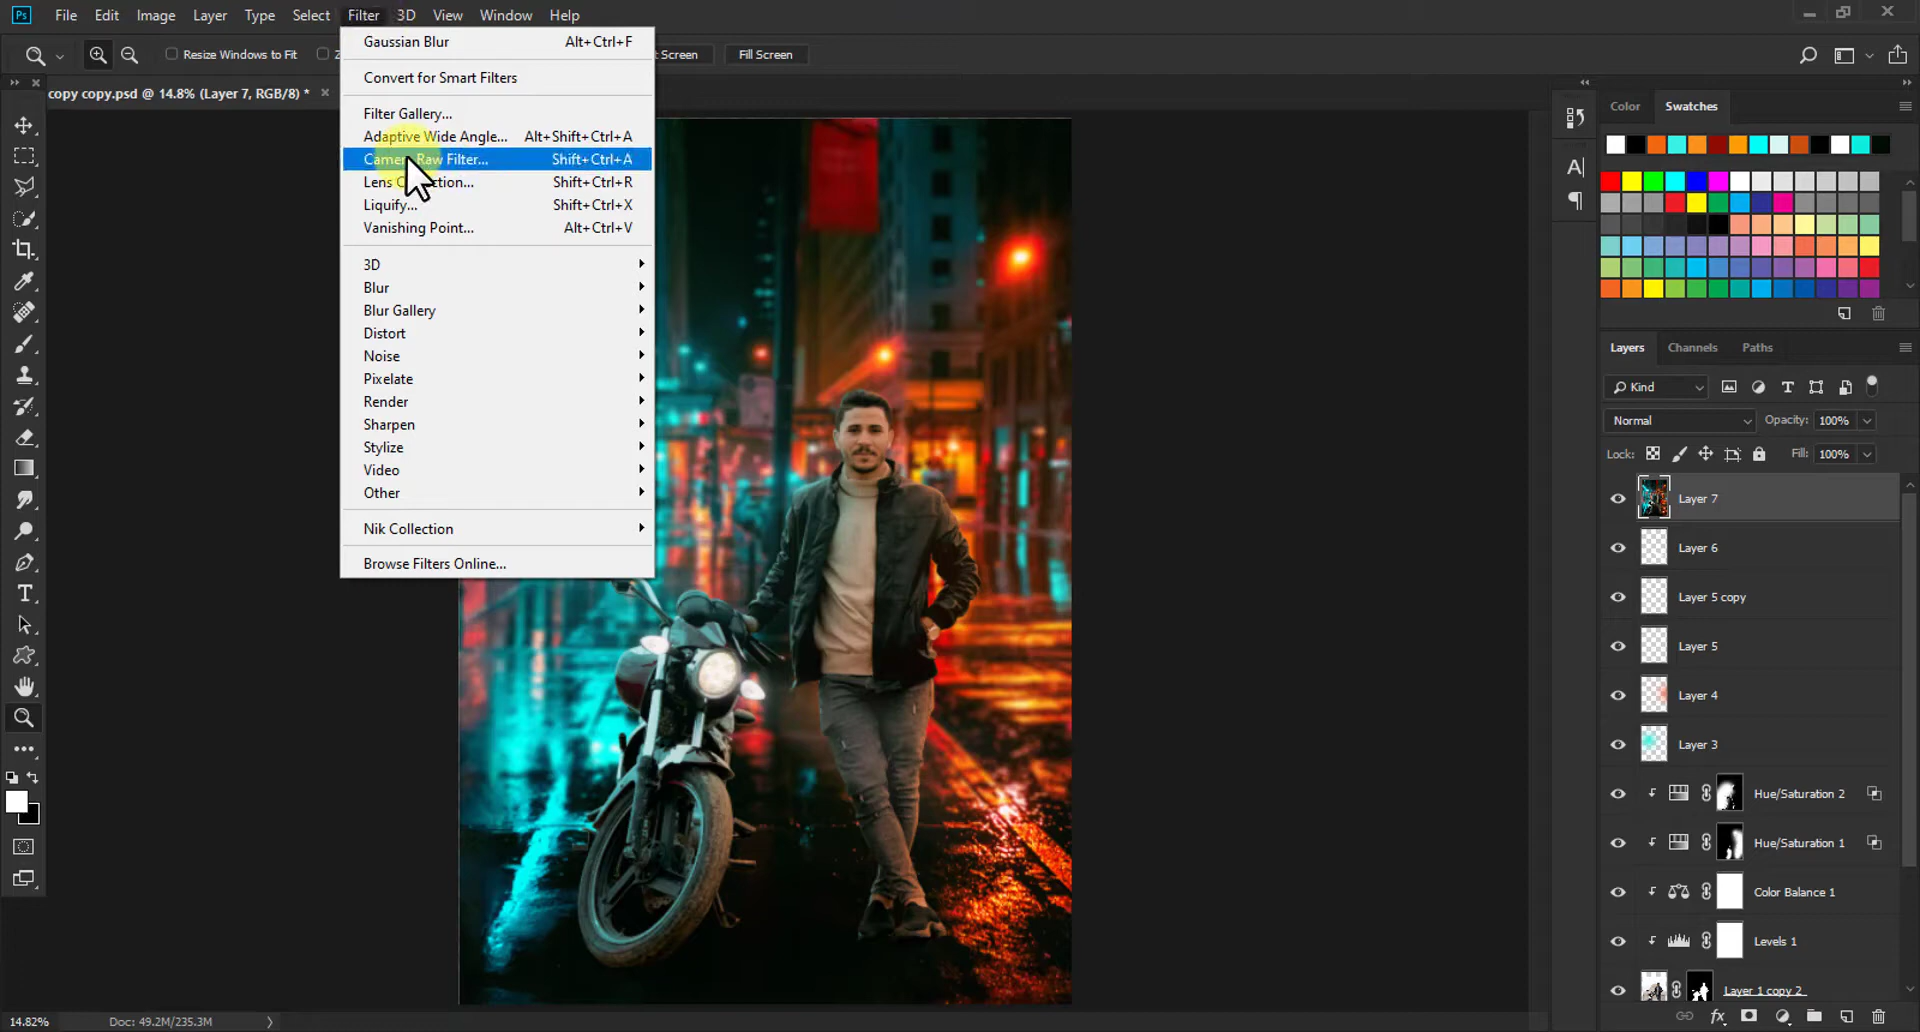 Ps File Edit Image Layer Type Select Filter 3D View Window Help
Resize Windows to Fit Z t Screen Fill Screen
copy copy.psd @ 14.8% (Layer 7, RGB/8) * ×
Gaussian Blur Alt+Ctrl+F
Convert for Smart Filters
Filter Gallery...
Adaptive Wide Angle... Alt+Shift+Ctrl+A
Camera Raw Filter... Shift+Ctrl+A
Lens Correction... Shift+Ctrl+R
Liquify... Shift+Ctrl+X
Vanishing Point... Alt+Ctrl+V
3D
Blur
Blur Gallery
Distort
Noise
Pixelate
Render
Sharpen
Stylize
Video
Other
Nik Collection
Browse Filters Online...
Color Swatches
Layers Channels Paths
Kind
Normal Opacity: 100%
Lock: Fill: 100%
Layer 7
Layer 6
Layer 5 copy
Layer 5
Layer 4
Layer 3
Hue/Saturation 2
Hue/Saturation 1
Color Balance 1
Levels 1
Layer 1 copy 2
14.82% Doc: 49.2M/235.3M